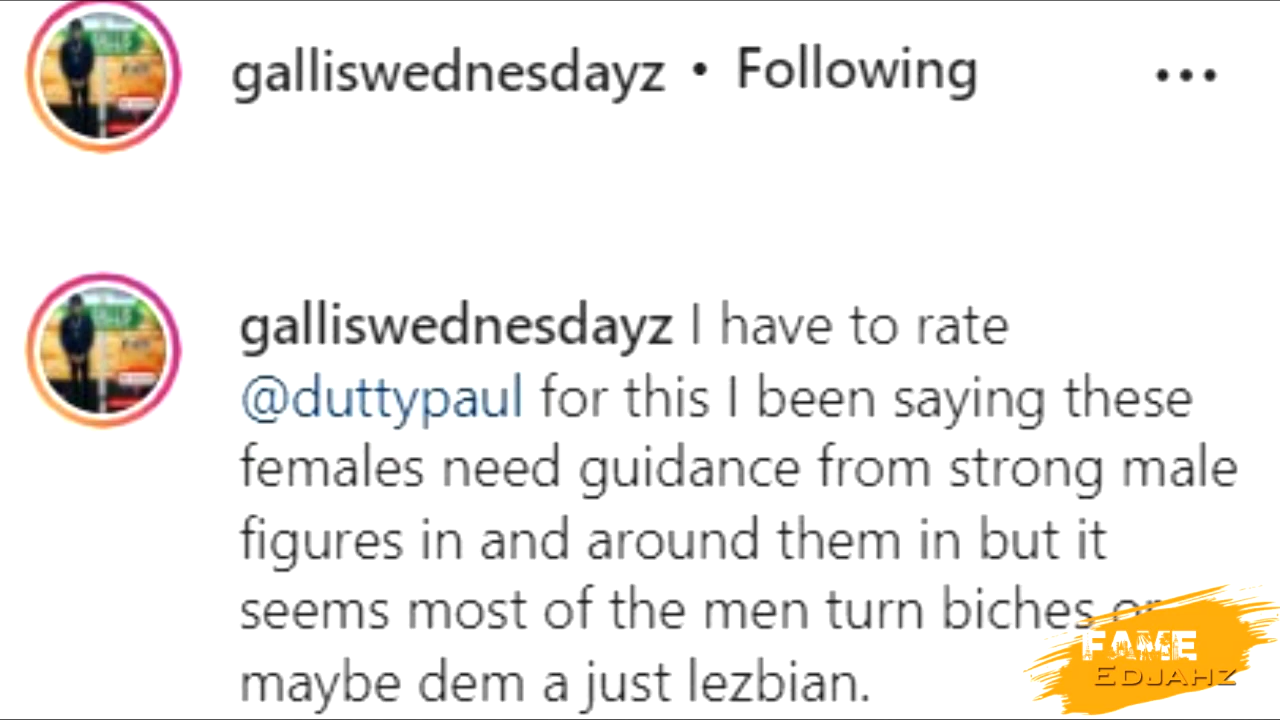 galliswednesdayz • Following
galliswednesdayz I have to rate
@duttypaul for this I been saying these
females need guidance from strong male
figures in and around them in but it
seems most of the men turn biches or
maybe dem a just lezbian.
FAME
EDJAHZ